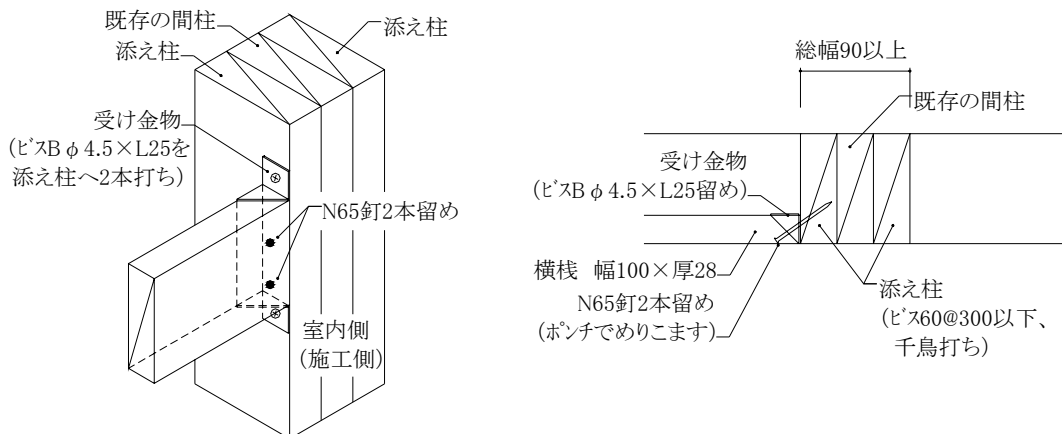 既存の間柱
添え柱
添え柱
受け金物
(ﾋﾞｽB φ 4.5×L25を
添え柱へ2本打ち)
N65釘2本留め
室内側
(施工側)
総幅90以上
既存の間柱
受け金物
(ﾋﾞｽB φ 4.5×L25留め)
横桟 幅100×厚28
N65釘2本留め
(ﾎﾟﾝﾁでめりこます)
添え柱
(ﾋﾞｽ60@300以下、
千鳥打ち)